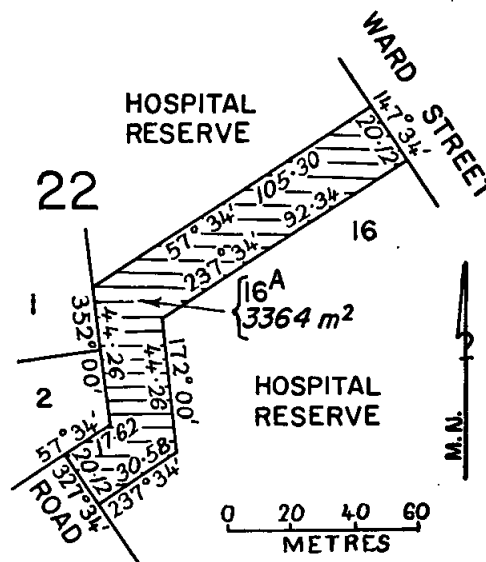 WARD STREET
HOSPITAL
RESERVE
147° 34'
20·12
57° 34' 105·30
237° 34' 92·34
22
16
1
16A
3364 m²
352° 00'
44·26
44·26
172° 00'
2
HOSPITAL
RESERVE
57° 34'
17·62
20·12
30·58
327° 34'
237° 34'
ROAD
M.N.
0 20 40 60
METRES